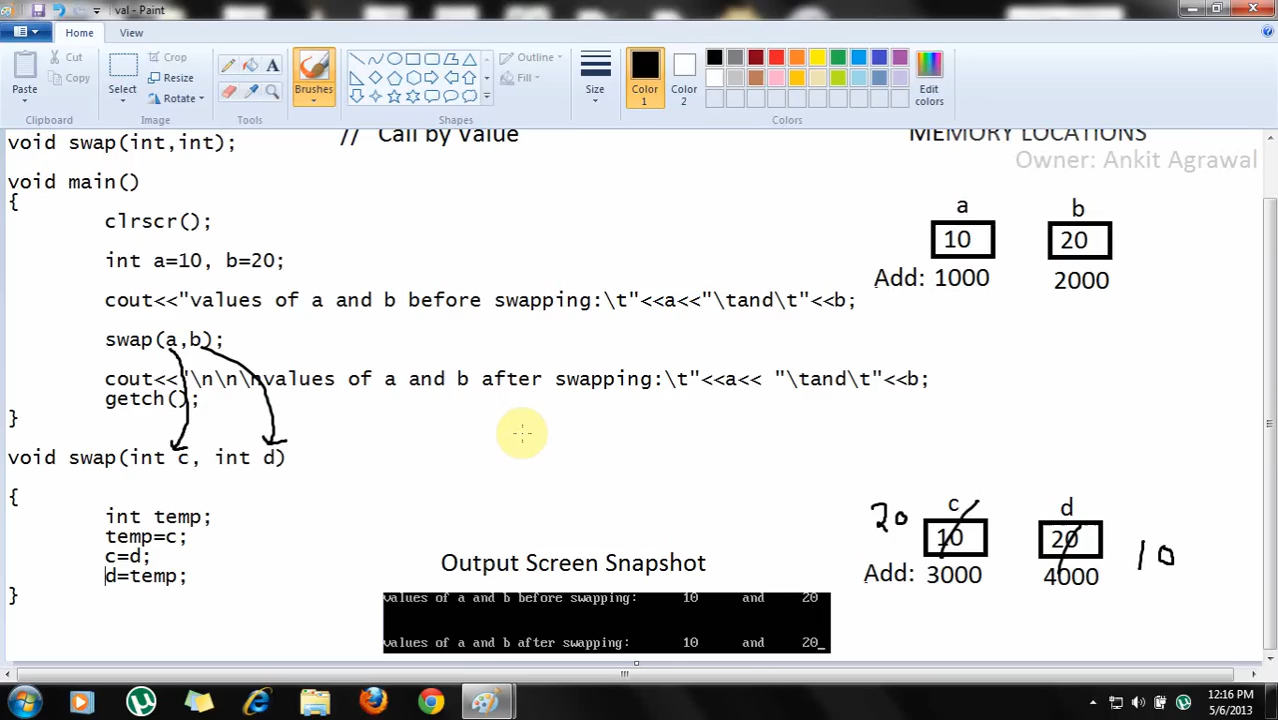 val - Paint
Home View
Paste Cut Copy Select Crop Resize Rotate Brushes Outline Fill Size Color 1 Color 2 Edit colors
Clipboard Image Tools Shapes Colors
// Call by Value MEMORY LOCATIONS
void swap(int,int);
Owner: Ankit Agrawal
void main()
{
clrscr();
a b
10 20
int a=10, b=20;
Add: 1000 2000
cout<<"values of a and b before swapping:\t"<<a<<"\tand\t"<<b;
swap(a,b);
cout<<"\n\n\nvalues of a and b after swapping:\t"<<a<< "\tand\t"<<b;
getch();
}
void swap(int c, int d)
{
c d
int temp;
20 10 20 10
temp=c;
c=d;
Output Screen Snapshot
d=temp;
Add: 3000 4000
}
values of a and b before swapping: 10 and 20
values of a and b after swapping: 10 and 20_
12:16 PM
5/6/2013